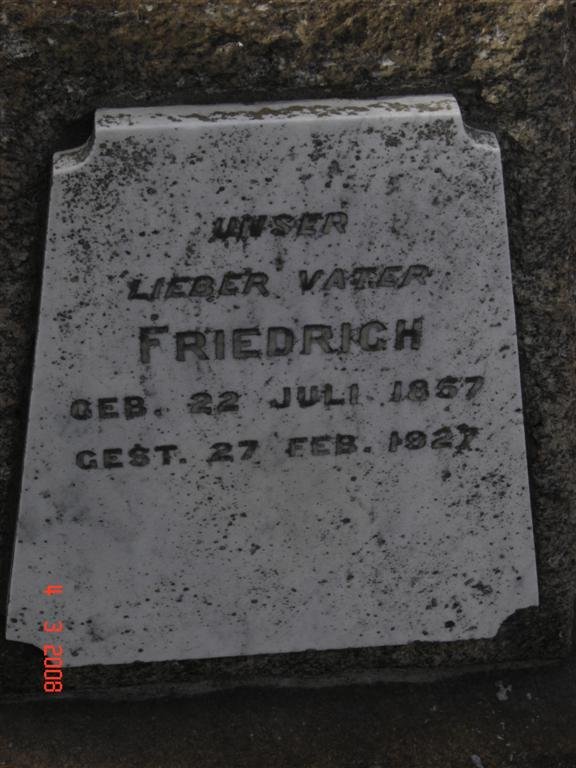 UNSER
LIEBER VATER
FRIEDRICH
GEB. 22 JULI 1857
GEST. 27 FEB. 1927
4 3 2008